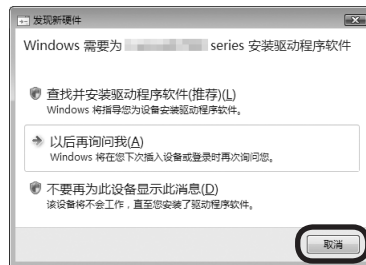 发现新硬件
Windows 需要为 series 安装驱动程序软件
查找并安装驱动程序软件(推荐)(L)
Windows 将指导您为设备安装驱动程序软件。
以后再询问我(A)
Windows 将在您下次插入设备或登录时再次询问您。
不要再为此设备显示此消息(D)
该设备将不会工作，直至您安装了驱动程序软件。
取消